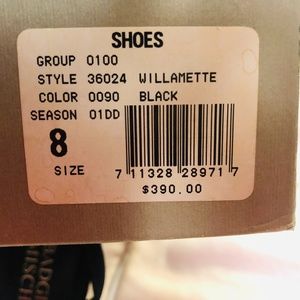 SHOES
GROUP 0100
STYLE 36024 WILLAMETTE
COLOR 0090 BLACK
SEASON 01DD
8
SIZE
7 11328 28971 7
$390.00